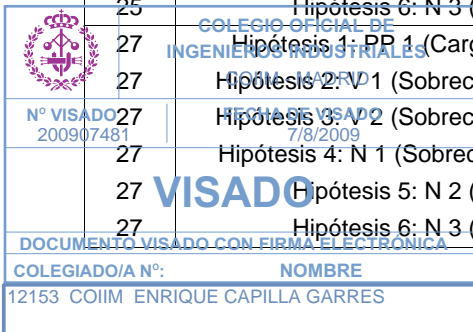 25 Hipótesis 6: N 3 (
COLEGIO OFICIAL DE
INGENIEROS INDUSTRIALES
27 Hipótesis 1: PP 1 (Carg
COIIM - MADRID
27 Hipótesis 2: V 1 (Sobrec
Nº VISADO FECHA DE VISADO
27 Hipótesis 3: V 2 (Sobrec
200907481 7/8/2009
27 Hipótesis 4: N 1 (Sobrec
27 Hipótesis 5: N 2 (
VISADO
27 Hipótesis 6: N 3 (
DOCUMENTO VISADO CON FIRMA ELECTRÓNICA
COLEGIADO/A Nº: NOMBRE
12153 COIIM ENRIQUE CAPILLA GARRES